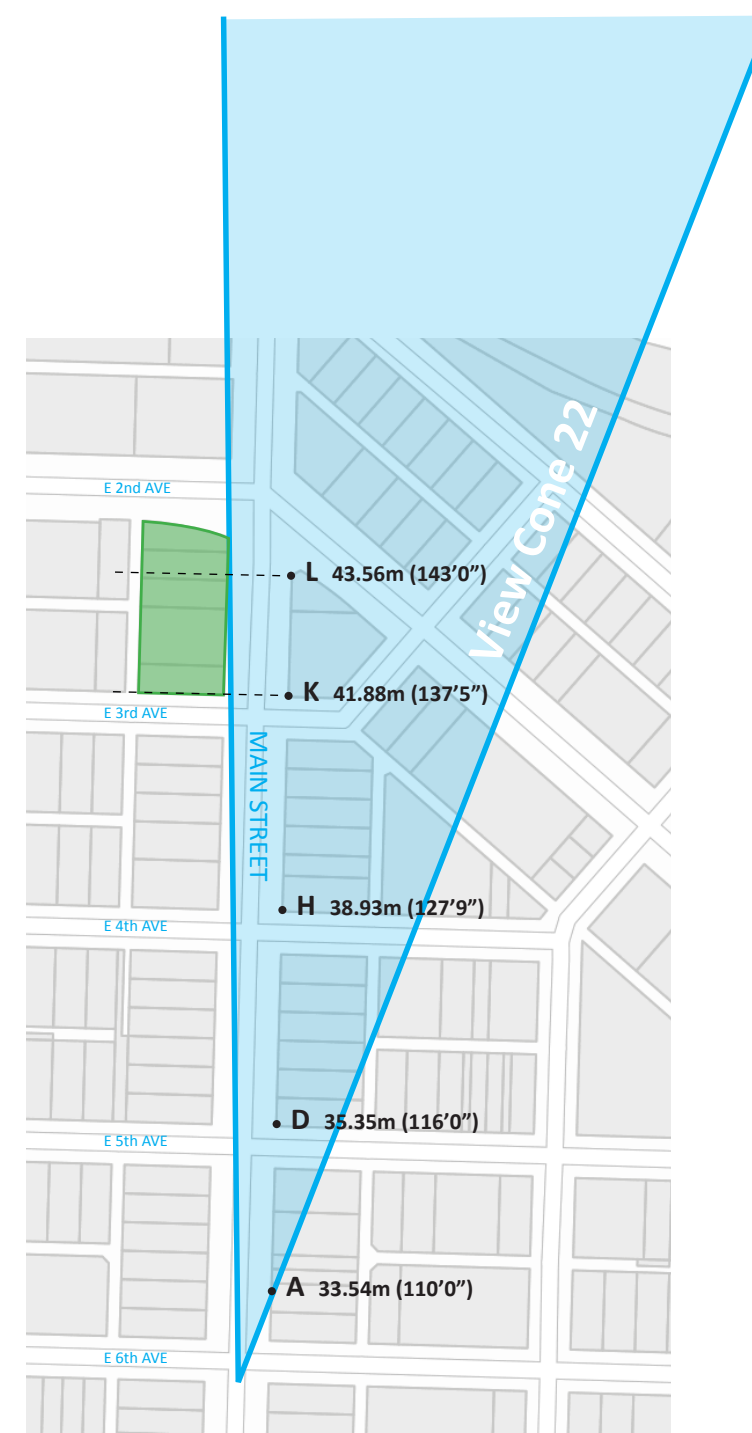 View Cone 22
E 2nd AVE
L 43.56m (143’0”)
K 41.88m (137’5”)
E 3rd AVE
MAIN STREET
H 38.93m (127’9”)
E 4th AVE
D 35.35m (116’0”)
E 5th AVE
A 33.54m (110’0”)
E 6th AVE